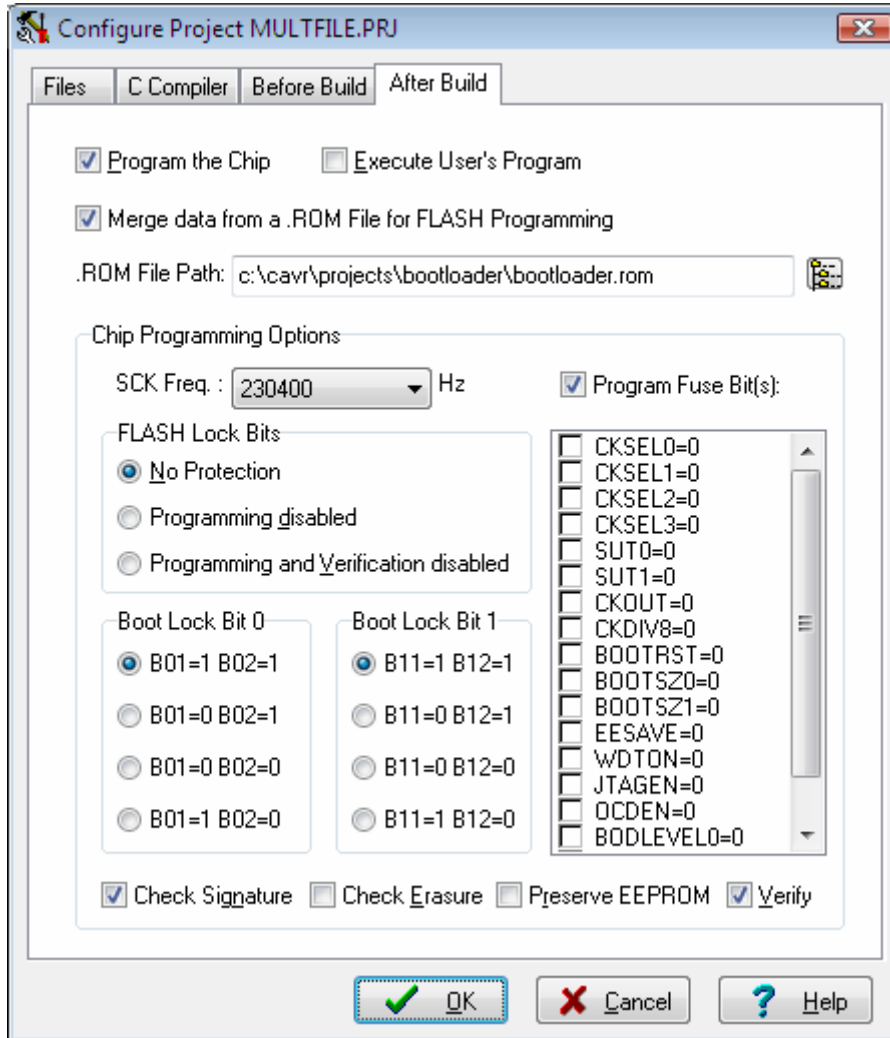 Configure Project MULTFILE.PRJ
Files C Compiler Before Build After Build
Program the Chip Execute User's Program
Merge data from a .ROM File for FLASH Programming
.ROM File Path: c:\cavr\projects\bootloader\bootloader.rom
Chip Programming Options
SCK Freq. : 230400 Hz
Program Fuse Bit(s):
FLASH Lock Bits
No Protection
Programming disabled
Programming and Verification disabled
Boot Lock Bit 0
B01=1 B02=1
B01=0 B02=1
B01=0 B02=0
B01=1 B02=0
Boot Lock Bit 1
B11=1 B12=1
B11=0 B12=1
B11=0 B12=0
B11=1 B12=0
CKSEL0=0
CKSEL1=0
CKSEL2=0
CKSEL3=0
SUT0=0
SUT1=0
CKOUT=0
CKDIV8=0
BOOTRST=0
BOOTSZ0=0
BOOTSZ1=0
EESAVE=0
WDTON=0
JTAGEN=0
OCDEN=0
BODLEVEL0=0
Check Signature Check Erasure Preserve EEPROM Verify
OK Cancel Help